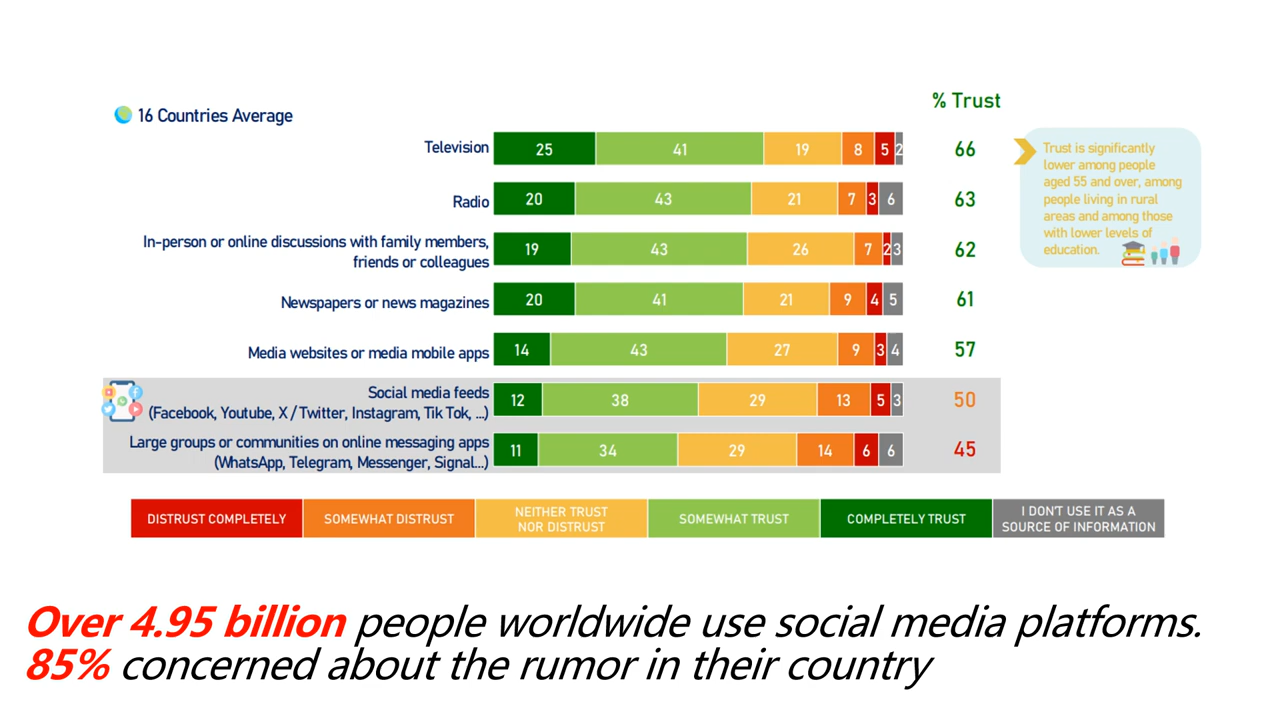 % Trust
16 Countries Average
Television 25 41 19 8 5 2 66
Radio 20 43 21 7 3 6 63
In-person or online discussions with family members,
friends or colleagues 19 43 26 7 2 3 62
Newspapers or news magazines 20 41 21 9 4 5 61
Media websites or media mobile apps 14 43 27 9 3 4 57
Social media feeds
(Facebook, Youtube, X / Twitter, Instagram, Tik Tok, ...) 12 38 29 13 5 3 50
Large groups or communities on online messaging apps
(WhatsApp, Telegram, Messenger, Signal...) 11 34 29 14 6 6 45
Trust is significantly
lower among people
aged 55 and over, among
people living in rural
areas and among those
with lower levels of
education.
DISTRUST COMPLETELY
SOMEWHAT DISTRUST
NEITHER TRUST
NOR DISTRUST
SOMEWHAT TRUST
COMPLETELY TRUST
I DON'T USE IT AS A
SOURCE OF INFORMATION
Over 4.95 billion people worldwide use social media platforms.
85% concerned about the rumor in their country